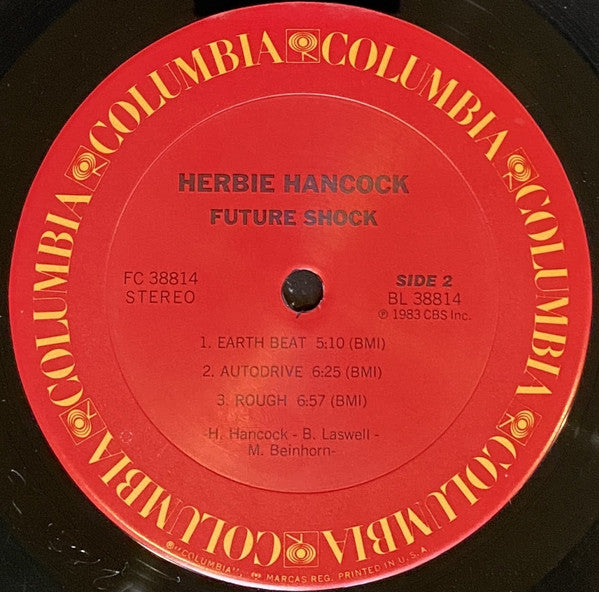 COLUMBIA COLUMBIA COLUMBIA COLUMBIA COLUMBIA COLUMBIA
HERBIE HANCOCK
FUTURE SHOCK
FC 38814
STEREO
SIDE 2
BL 38814
℗ 1983 CBS Inc.
1. EARTH BEAT 5:10 (BMI)
2. AUTODRIVE 6:25 (BMI)
3. ROUGH 6:57 (BMI)
-H. Hancock - B. Laswell -
M. Beinhorn-
"COLUMBIA", MARCAS REG. PRINTED IN U.S.A.